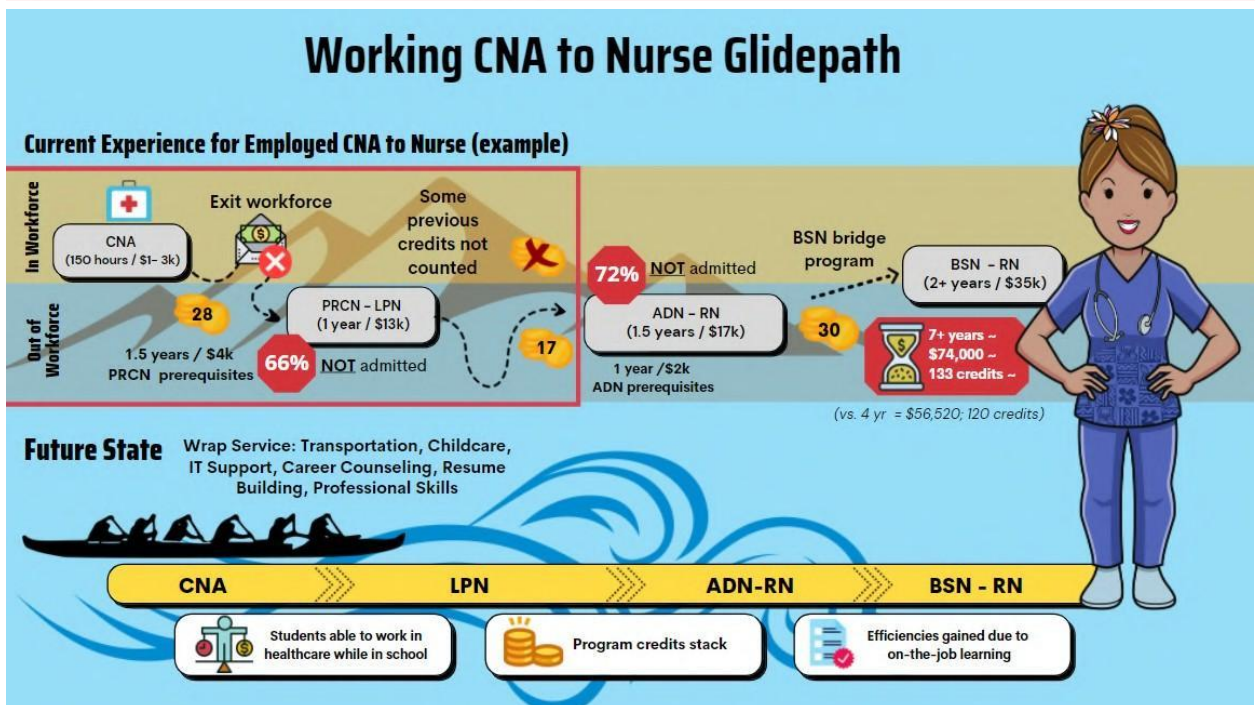 Working CNA to Nurse Glidepath
Current Experience for Employed CNA to Nurse (example)
In Workforce
CNA
(150 hours / $1- 3k)
Exit workforce
Some
previous
credits not
counted
72%
NOT admitted
BSN bridge
program
BSN - RN
(2+ years / $35k)
Out of
Workforce
28
1.5 years / $4k
PRCN prerequisites
PRCN - LPN
(1 year / $13k)
66%
NOT admitted
17
ADN - RN
(1.5 years / $17k)
1 year /$2k
ADN prerequisites
30
7+ years ~
$74,000 ~
133 credits ~
(vs. 4 yr = $56,520; 120 credits)
Future State
Wrap Service: Transportation, Childcare,
IT Support, Career Counseling, Resume
Building, Professional Skills
CNA
LPN
ADN-RN
BSN - RN
Students able to work in
healthcare while in school
Program credits stack
Efficiencies gained due to
on-the-job learning